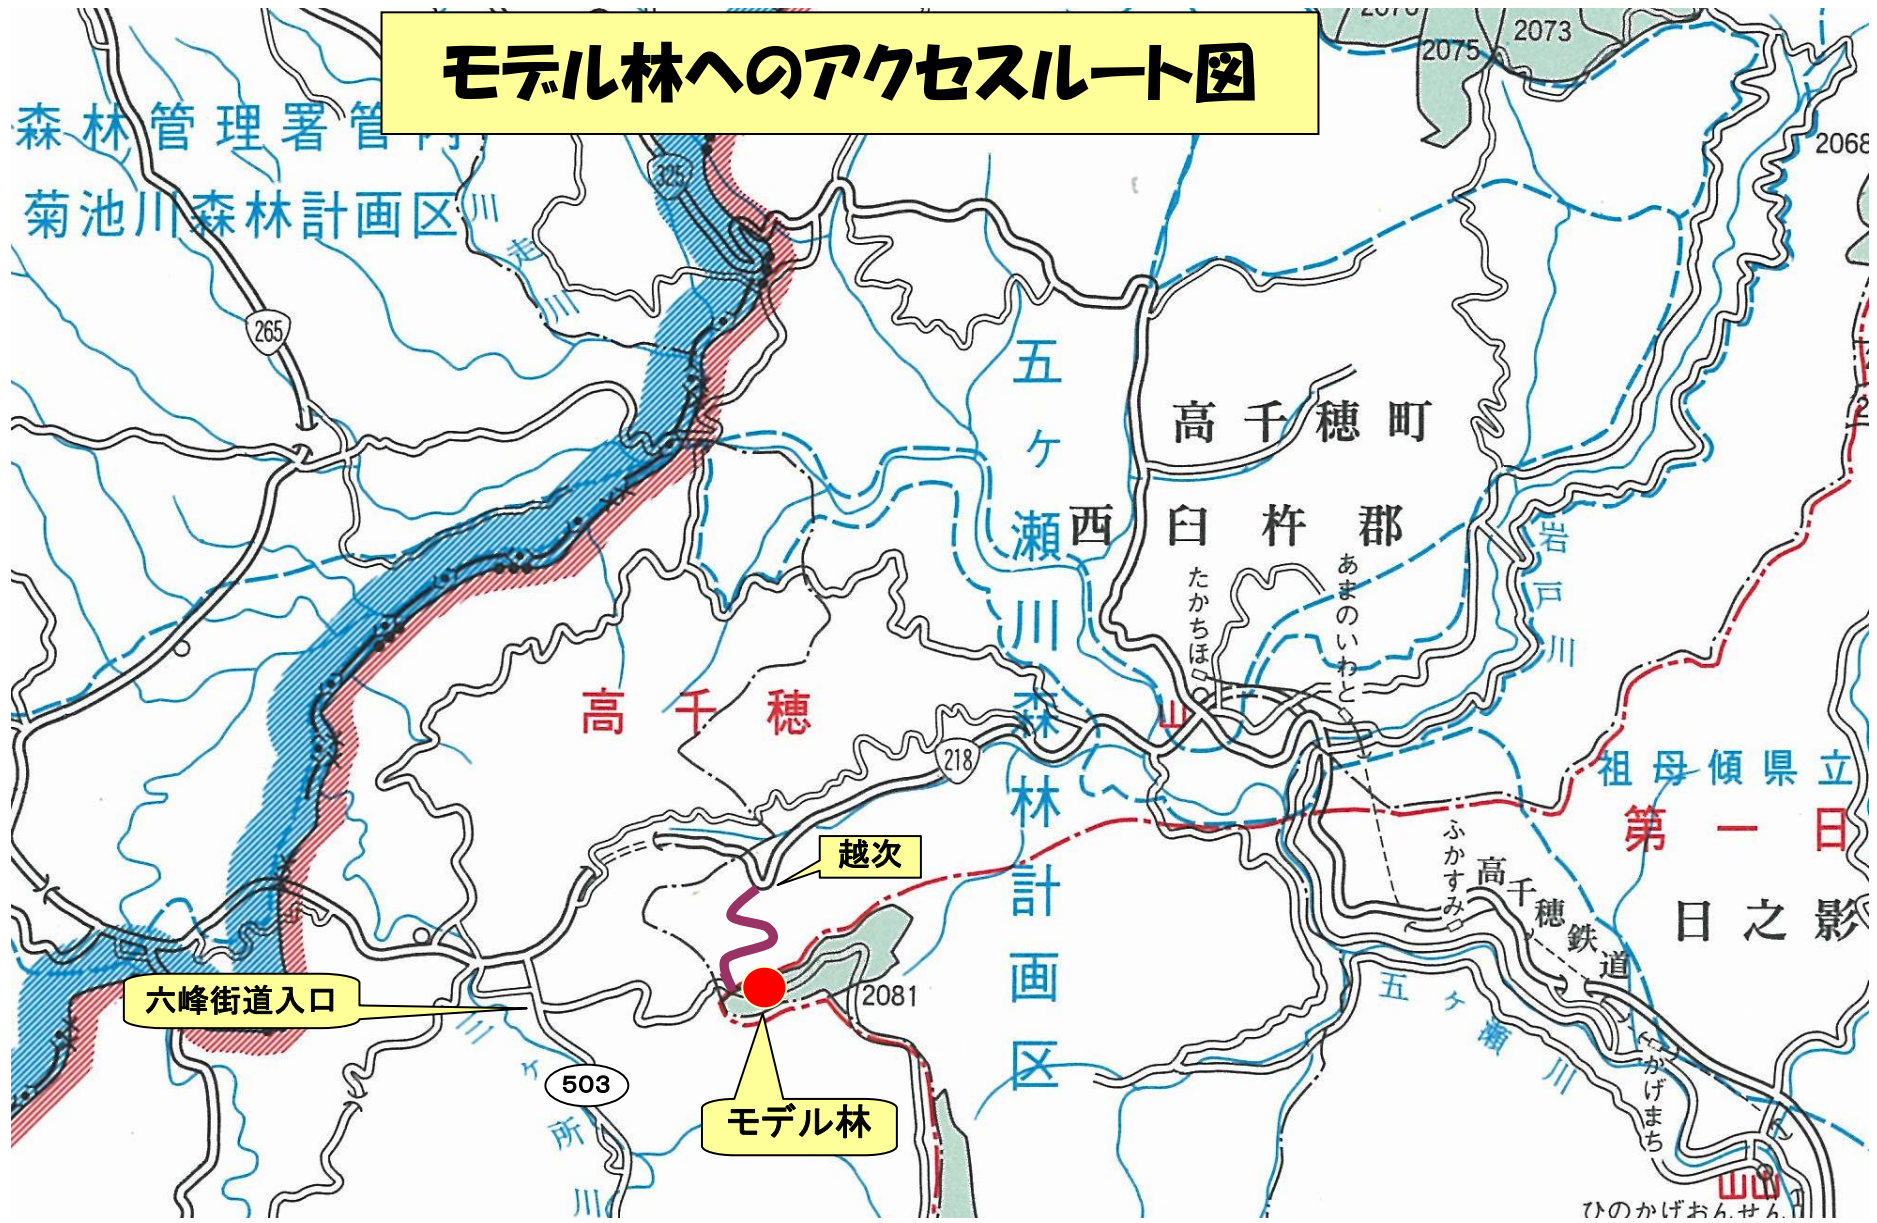 モデル林へのアクセスルート図
2075
2073
2068
森林管理署管内
菊池川森林計画区
325
川走川
265
五ヶ瀬川森林計画区
高千穂町
西臼杵郡
岩戸川
たかちほ
あまのいわと
高千穂
218
祖母傾県立
第一日
越次
ふかすみ
高千穂鉄道
日之影
六峰街道入口
2081
五ヶ瀬川
三ヶ所川
503
モデル林
かげまち
ひのかげおんせん